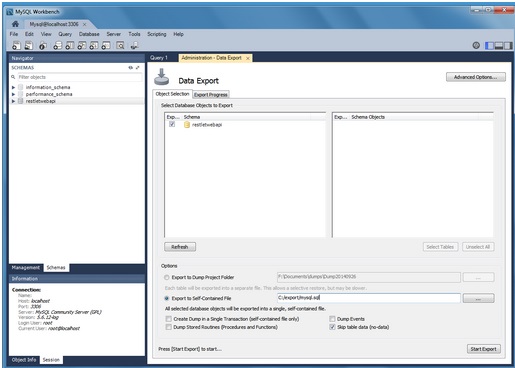 MySQL Workbench
Mysql@localhost:3306
File Edit View Query Database Server Tools Scripting Help
Navigator
SCHEMAS
Filter objects
information_schema
performance_schema
restletwebapi
Management Schemas
Information
Connection:
Name:
Host: localhost
Port: 3306
Server: MySQL Community Server (GPL)
Version: 5.6.12-log
Login User: root
Current User: root@localhost
Object Info Session
Query 1 Administration - Data Export
Data Export
Advanced Options...
Object Selection Export Progress
Select Database Objects to Export
Exp... Schema
restletwebapi
Exp... Schema Objects
Refresh
Select Tables
Unselect All
Options
Export to Dump Project Folder
F:\Documents\dumps\Dump20140926
...
Each table will be exported into a separate file. This allows a selective restore, but may be slower.
Export to Self-Contained File
C:/export/mysql.sql
...
All selected database objects will be exported into a single, self-contained file.
Create Dump in a Single Transaction (self-contained file only)
Dump Events
Dump Stored Routines (Procedures and Functions)
Skip table data (no-data)
Press [Start Export] to start...
Start Export